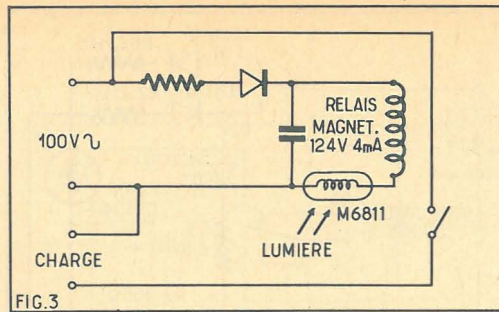 100V ∿
RELAIS
MAGNET.
124V 4mA
M6811
LUMIERE
CHARGE
FIG.3